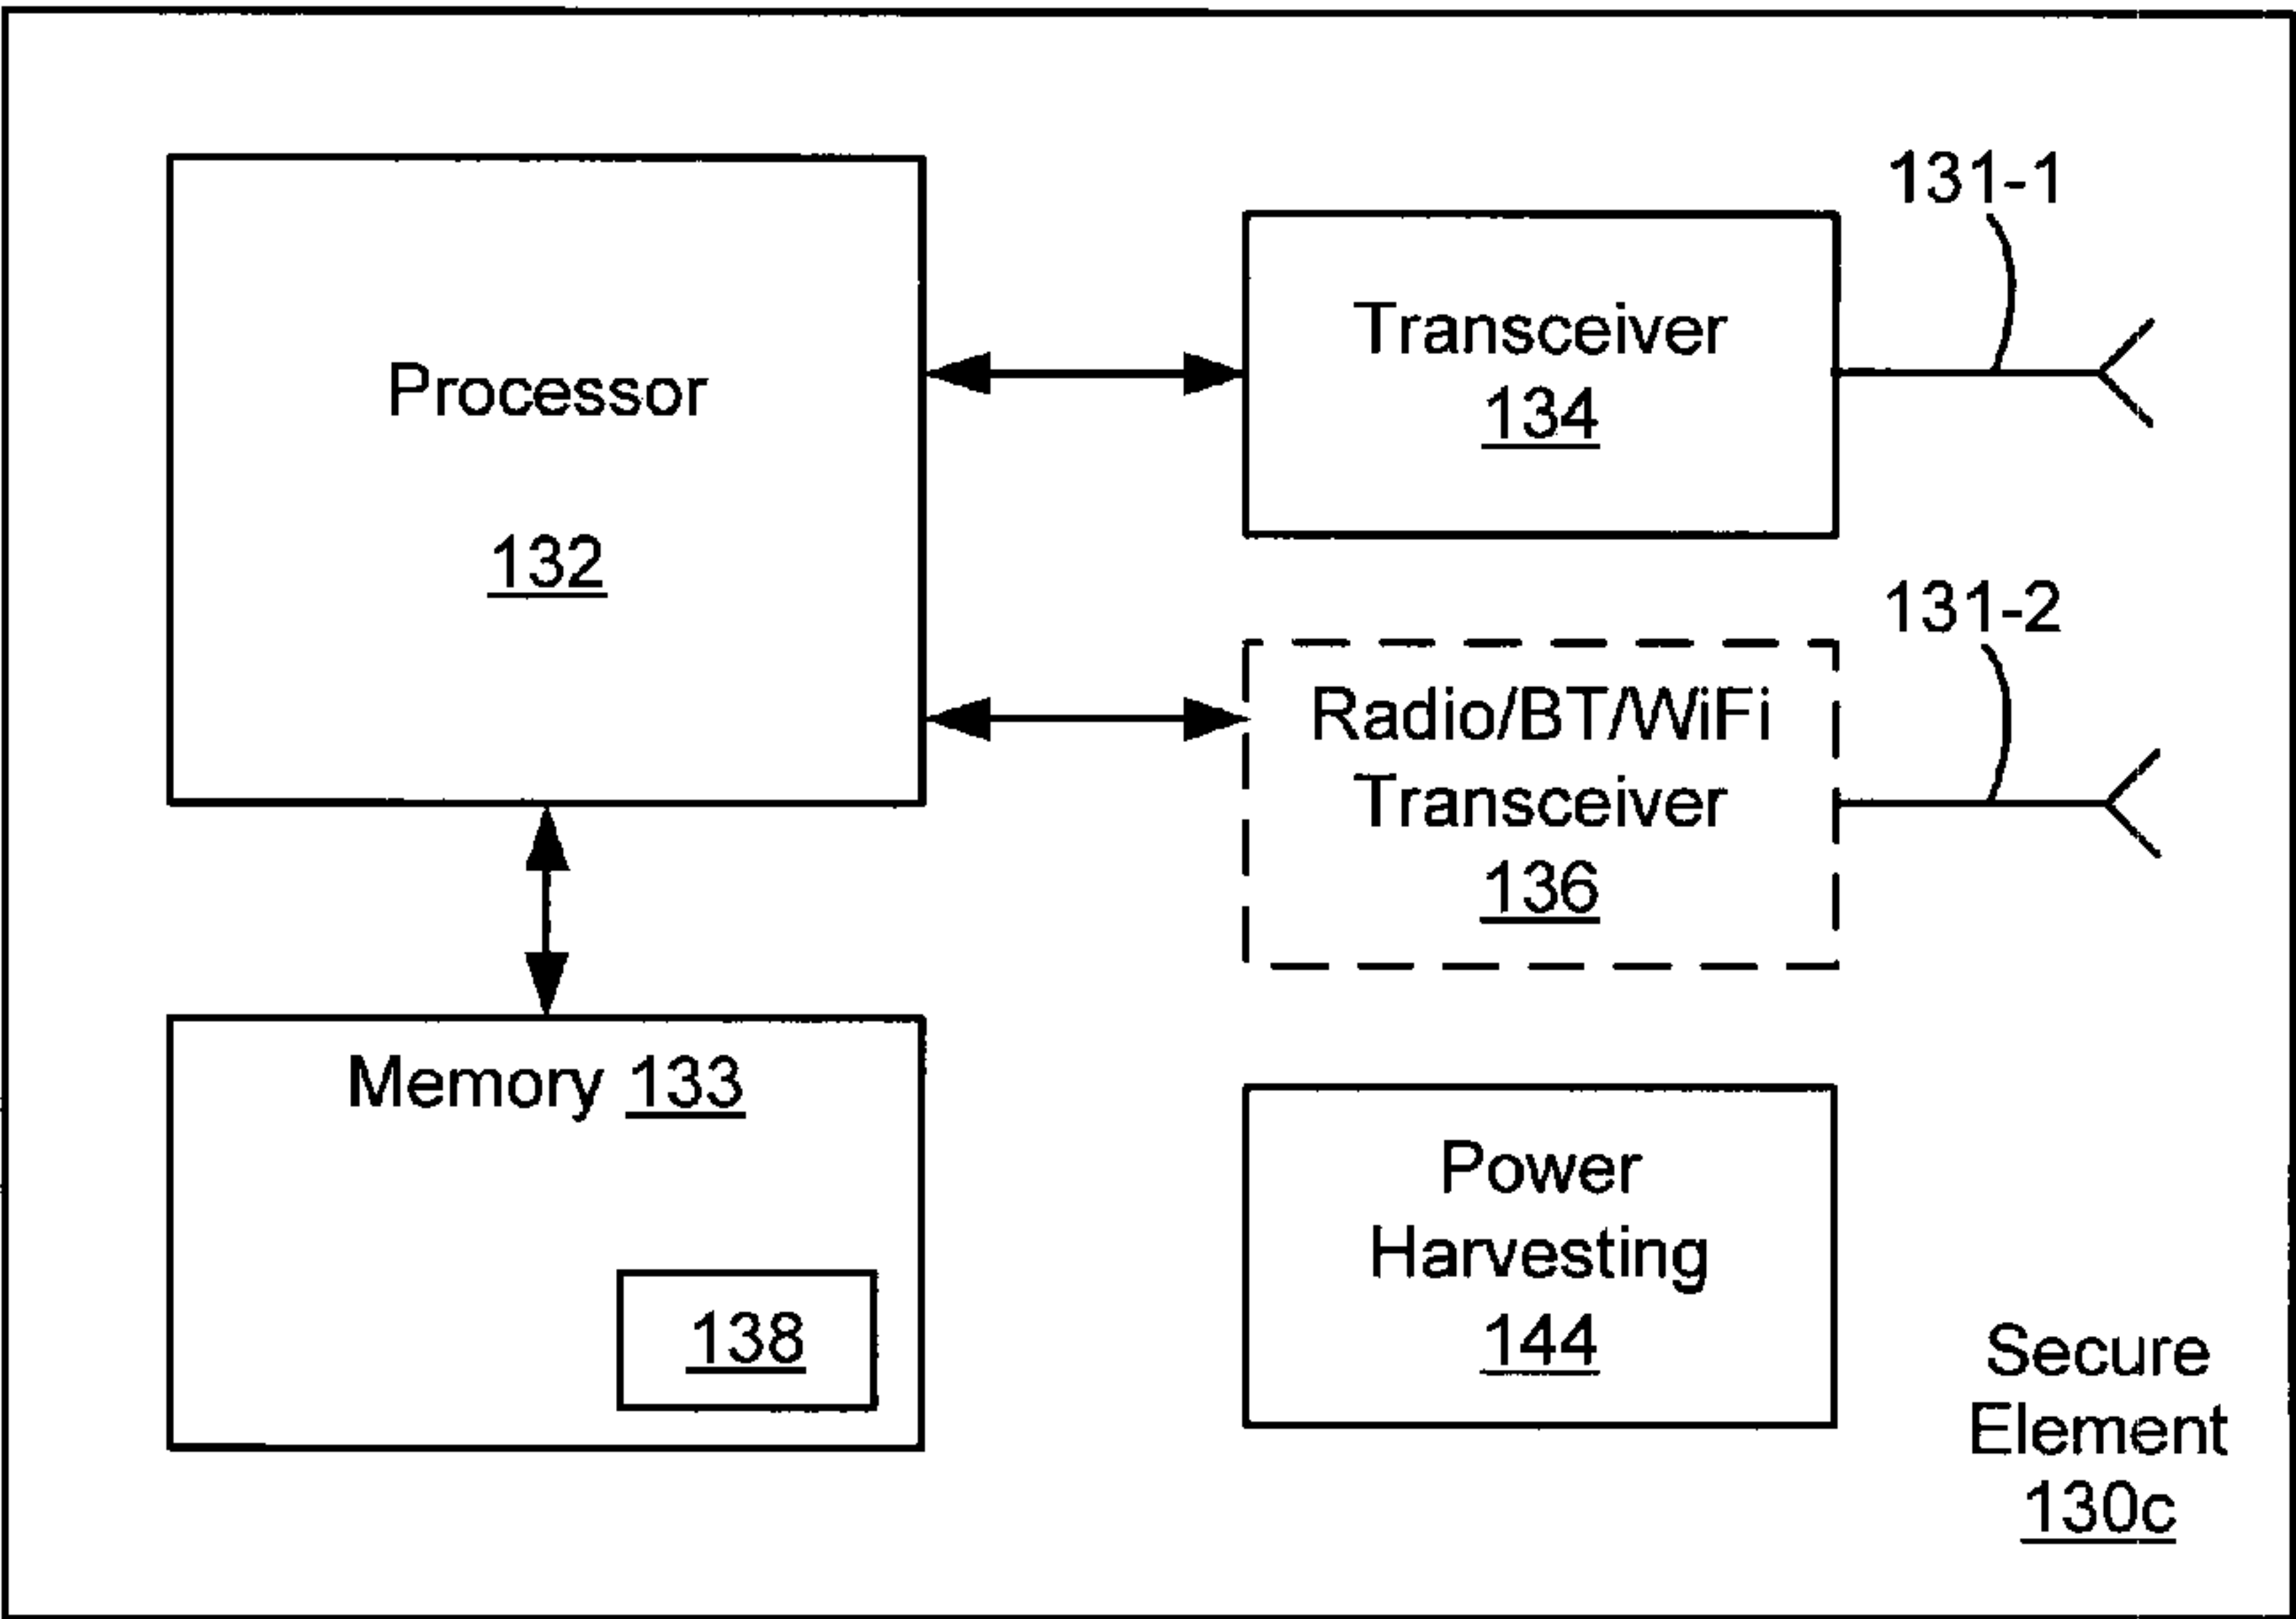 Processor
132
Transceiver
134
131-1
Radio/BT/WiFi
Transceiver
136
131-2
Memory 133
138
Power
Harvesting
144
Secure
Element
130c